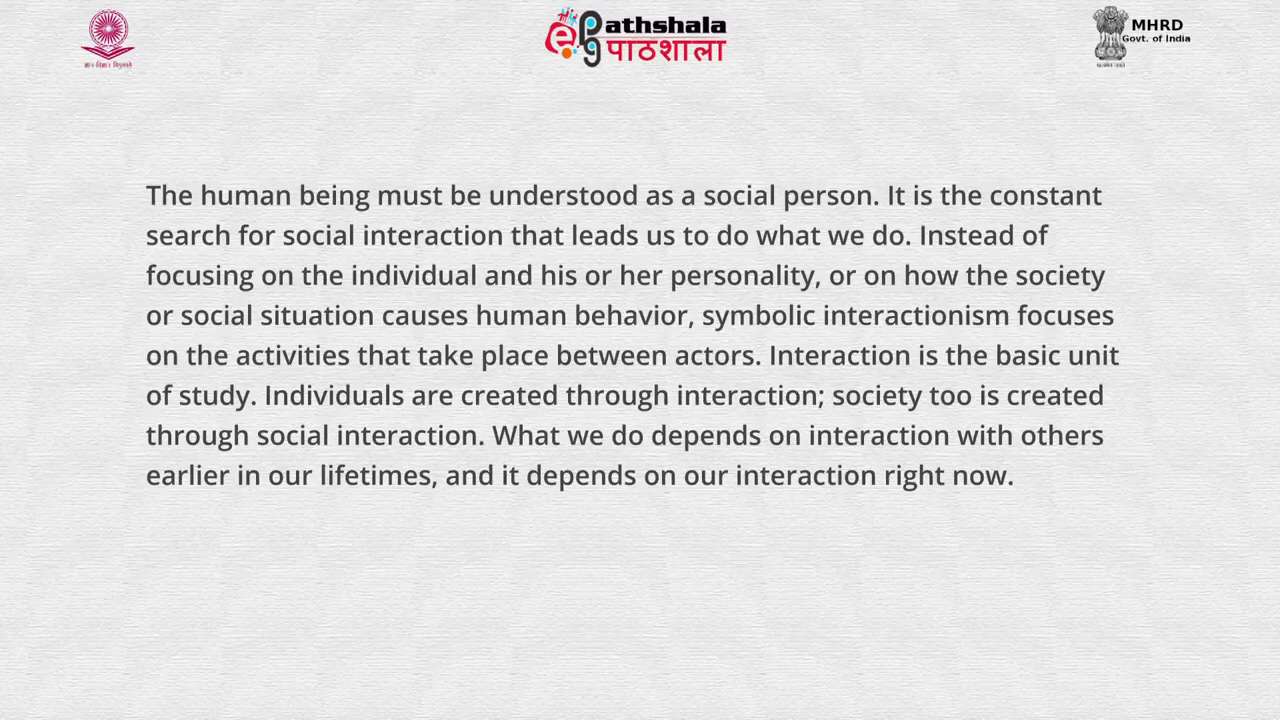 ज्ञान-विज्ञान विमुक्तये
ePG Pathshala
पाठशाला
MHRD
Govt. of India
सत्यमेव जयते
The human being must be understood as a social person. It is the constant
search for social interaction that leads us to do what we do. Instead of
focusing on the individual and his or her personality, or on how the society
or social situation causes human behavior, symbolic interactionism focuses
on the activities that take place between actors. Interaction is the basic unit
of study. Individuals are created through interaction; society too is created
through social interaction. What we do depends on interaction with others
earlier in our lifetimes, and it depends on our interaction right now.